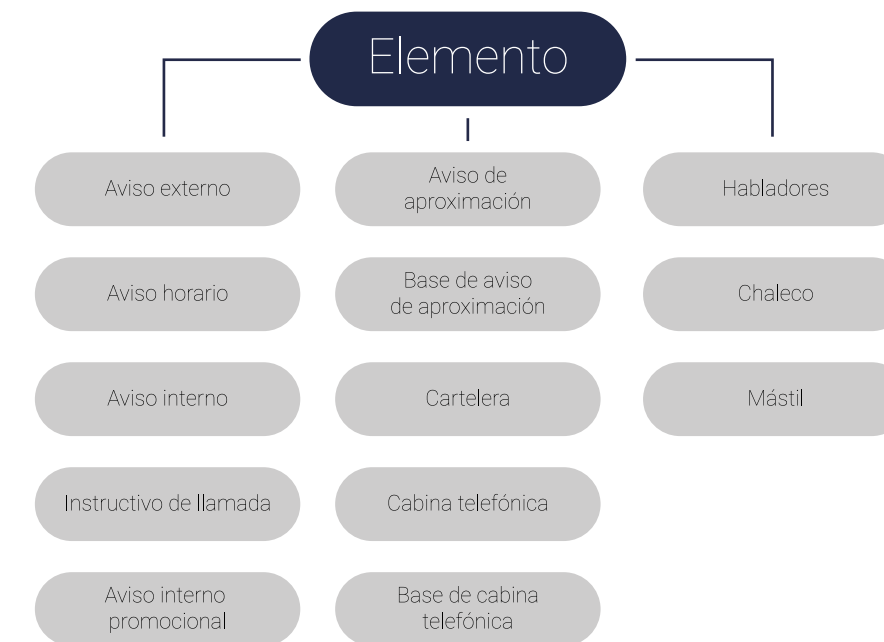 Elemento
Aviso externo
Aviso horario
Aviso interno
Instructivo de llamada
Aviso interno
promocional
Aviso de
aproximación
Base de aviso
de aproximación
Cartelera
Cabina telefónica
Base de cabina
telefónica
Habladores
Chaleco
Mástil